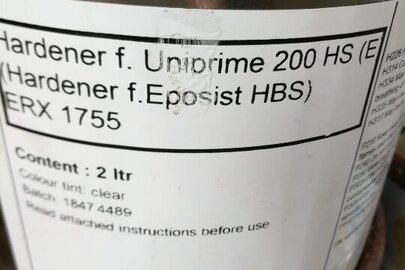 Hardener f. Uniprime 200 HS (E
(Hardener f.Eposist HBS)
ERX 1755
Content : 2 ltr
Colour tint: clear
Batch: 1847 4489
Read attached instructions before use